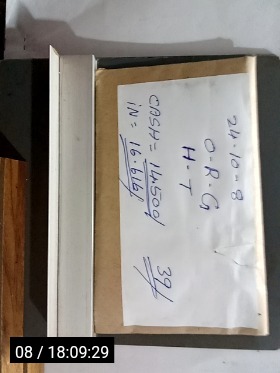 24-10-8
O-R-G
H-T
CASH = 14500/
IN = 16.616/
39/
08 / 18:09:29